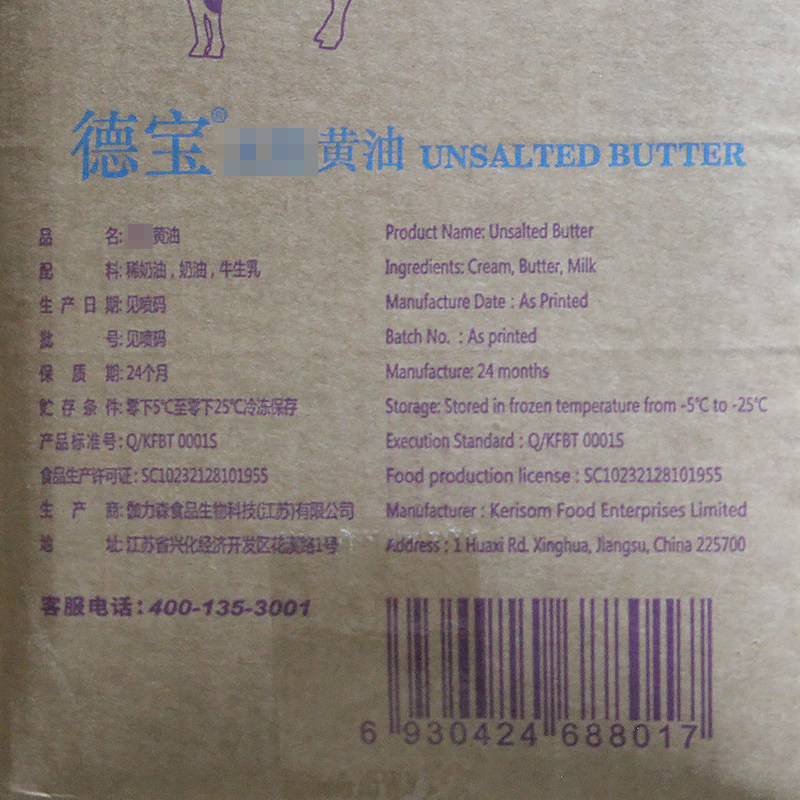 德宝® 黄油 UNSALTED BUTTER
品 名: 黄油
配 料: 稀奶油,奶油,牛生乳
生产日期: 见喷码
批 号: 见喷码
保 质 期: 24个月
贮存条件: 零下5℃至零下25℃冷冻保存
产品标准号: Q/KFBT 0001S
食品生产许可证: SC10232128101955
生 产 商: 伽力森食品生物科技(江苏)有限公司
地 址: 江苏省兴化经济开发区花溪路1号
客服电话: 400-135-3001
Product Name: Unsalted Butter
Ingredients: Cream, Butter, Milk
Manufacture Date : As Printed
Batch No. : As printed
Manufacture: 24 months
Storage: Stored in frozen temperature from -5℃ to -25℃
Execution Standard : Q/KFBT 0001S
Food production license : SC10232128101955
Manufacturer : Kerisom Food Enterprises Limited
Address : 1 Huaxi Rd. Xinghua, Jiangsu, China 225700
6 930424 688017